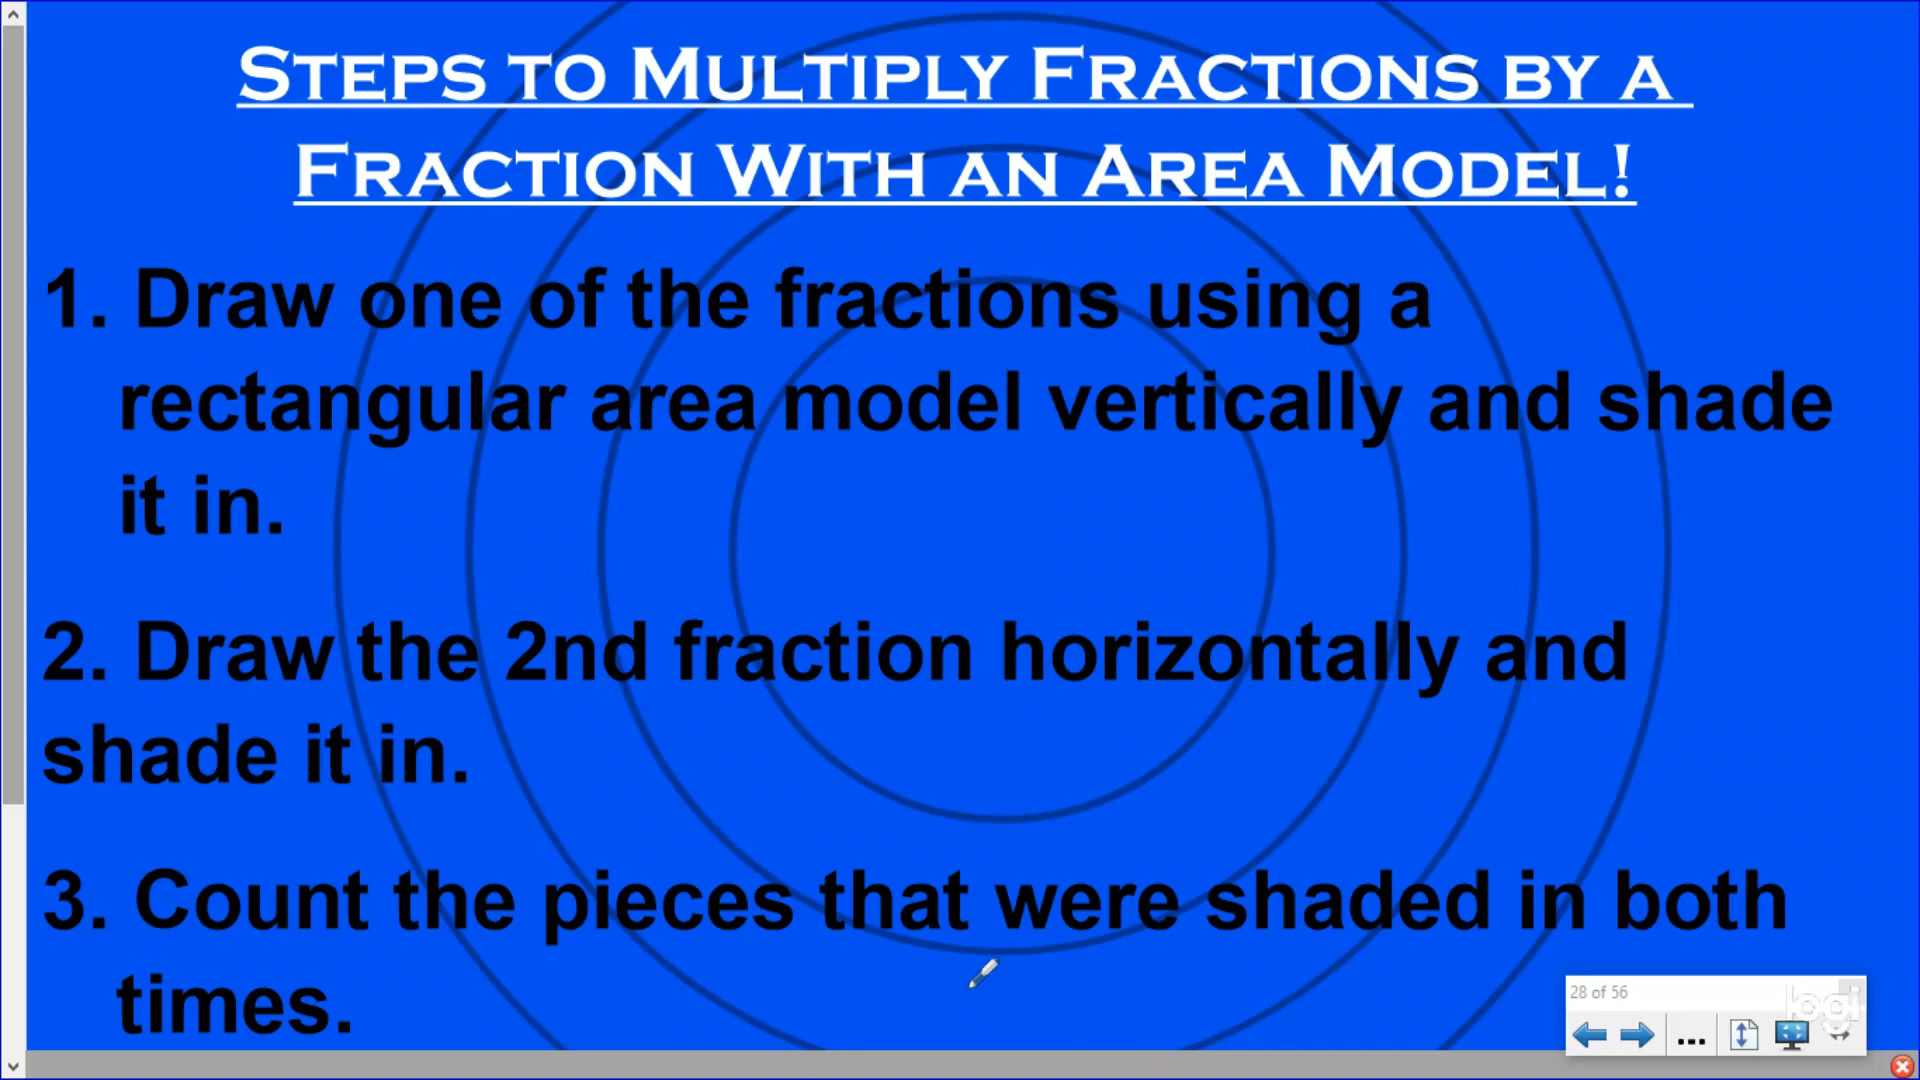 STEPS TO MULTIPLY FRACTIONS BY A
FRACTION WITH AN AREA MODEL!
1. Draw one of the fractions using a
rectangular area model vertically and shade
it in.
2. Draw the 2nd fraction horizontally and
shade it in.
3. Count the pieces that were shaded in both
times.
28 of 56
logi
...